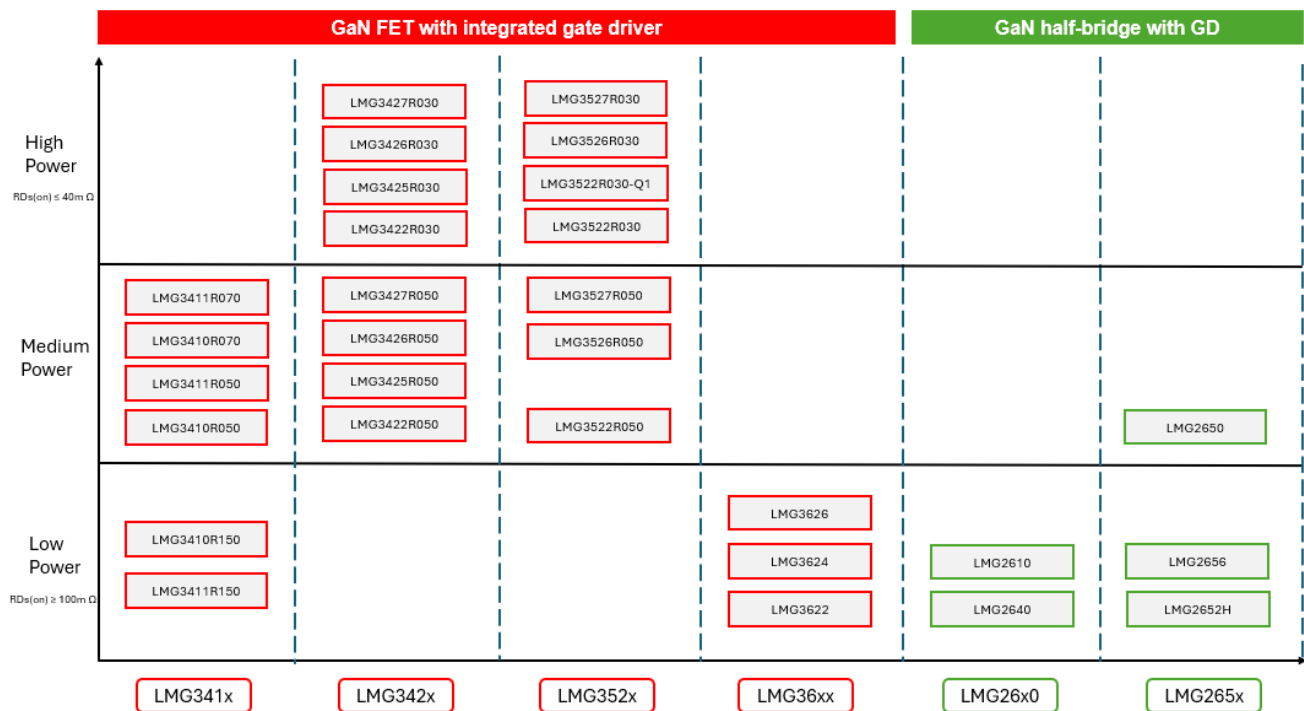 GaN FET with integrated gate driver
GaN half-bridge with GD
High
Power
RDs(on) ≤ 40m Ω
LMG3427R030
LMG3426R030
LMG3425R030
LMG3422R030
LMG3527R030
LMG3526R030
LMG3522R030-Q1
LMG3522R030
Medium
Power
LMG3411R070
LMG3410R070
LMG3411R050
LMG3410R050
LMG3427R050
LMG3426R050
LMG3425R050
LMG3422R050
LMG3527R050
LMG3526R050
LMG3522R050
LMG2650
Low
Power
RDs(on) ≥ 100m Ω
LMG3410R150
LMG3411R150
LMG3626
LMG3624
LMG3622
LMG2610
LMG2640
LMG2656
LMG2652H
LMG341x
LMG342x
LMG352x
LMG36xx
LMG26x0
LMG265x